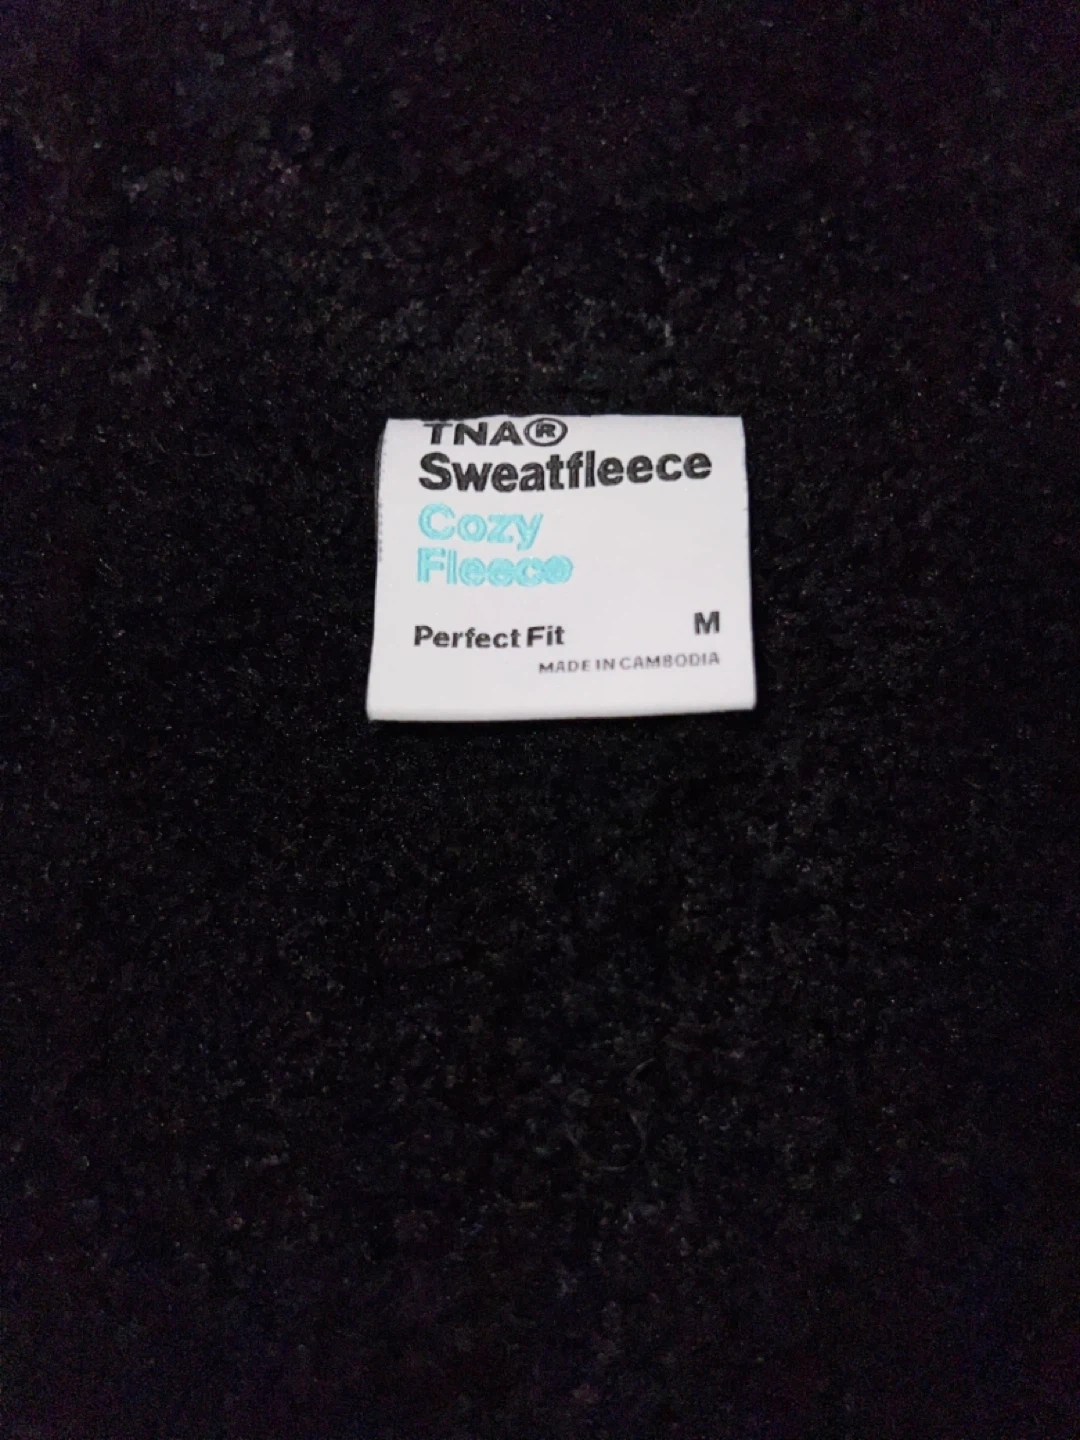 TNA®
Sweatfleece
Cozy
Fleece
Perfect Fit M
MADE IN CAMBODIA